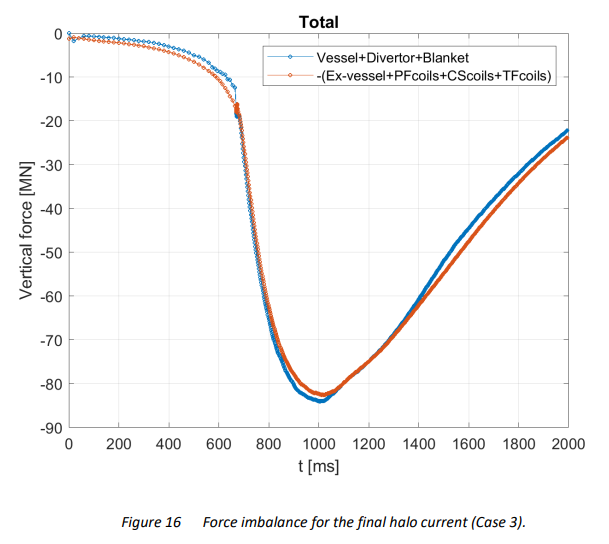 Total
0
-10
-20
-30
-40
-50
-60
-70
-80
-90
Vertical force [MN]
Vessel+Divertor+Blanket
-(Ex-vessel+PFcoils+CScoils+TFcoils)
0 200 400 600 800 1000 1200 1400 1600 1800 2000
t [ms]
Figure 16 Force imbalance for the final halo current (Case 3).